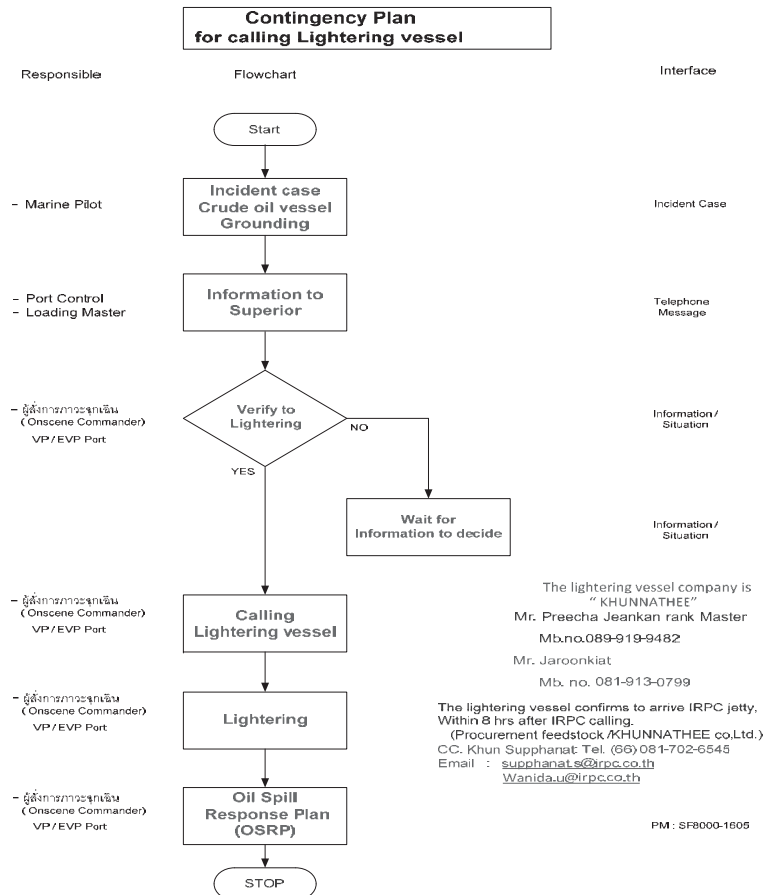 Contingency Plan
for calling Lightering vessel
Responsible
Flowchart
Interface
Start
- Marine Pilot
Incident case
Crude oil vessel
Grounding
Incident Case
- Port Control
- Loading Master
Information to
Superior
Telephone
Message
- ผู้สั่งการภาวะฉุกเฉิน
(Onscene Commander)
VP/EVP Port
Verify to
Lightering
NO
YES
Information/
Situation
Wait for
Information to decide
Information/
Situation
- ผู้สั่งการภาวะฉุกเฉิน
(Onscene Commander)
VP/EVP Port
Calling
Lightering vessel
The lightering vessel company is
“ KHUNNATHEE”
Mr. Preecha Jeankan rank Master
Mb.no.089-919-9482
Mr. Jaroonkiat
Mb. no. 081-913-0799
- ผู้สั่งการภาวะฉุกเฉิน
(Onscene Commander)
VP/EVP Port
Lightering
The lightering vessel confirms to arrive IRPC jetty,
Within 8 hrs after IRPC calling.
(Procurement feedstock /KHUNNATHEE co,Ltd.)
CC. Khun Supphanat Tel. (66)081-702-6545
Email : supphanat.s@irpc.co.th
Wanida.u@irpc.co.th
- ผู้สั่งการภาวะฉุกเฉิน
(Onscene Commander)
VP/EVP Port
Oil Spill
Response Plan
(OSRP)
PM : SF8000-1605
STOP